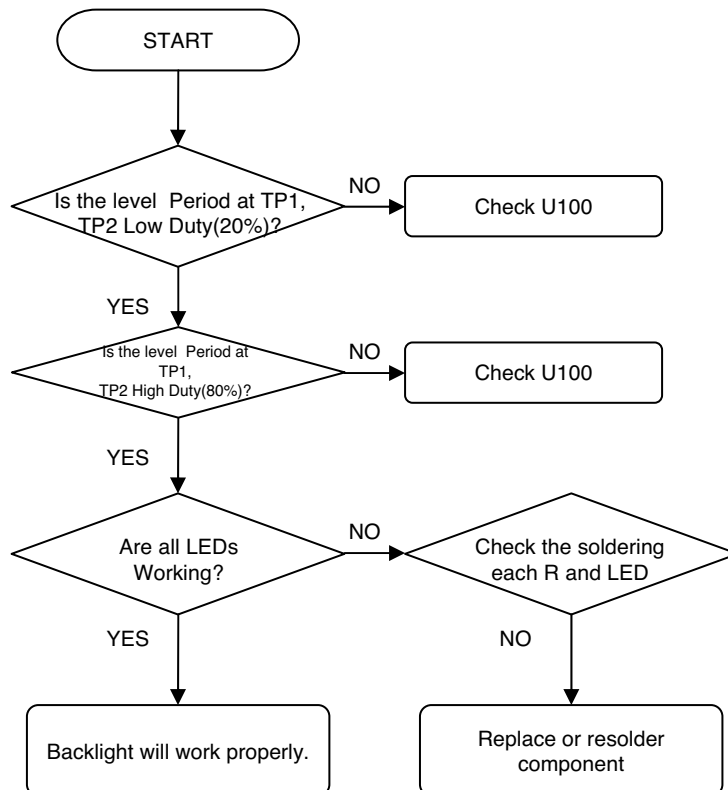 START
Is the level Period at TP1,
TP2 Low Duty(20%)?
NO
Check U100
YES
Is the level Period at
TP1,
TP2 High Duty(80%)?
NO
Check U100
YES
Are all LEDs
Working?
NO
Check the soldering
each R and LED
YES
NO
Backlight will work properly.
Replace or resolder
component